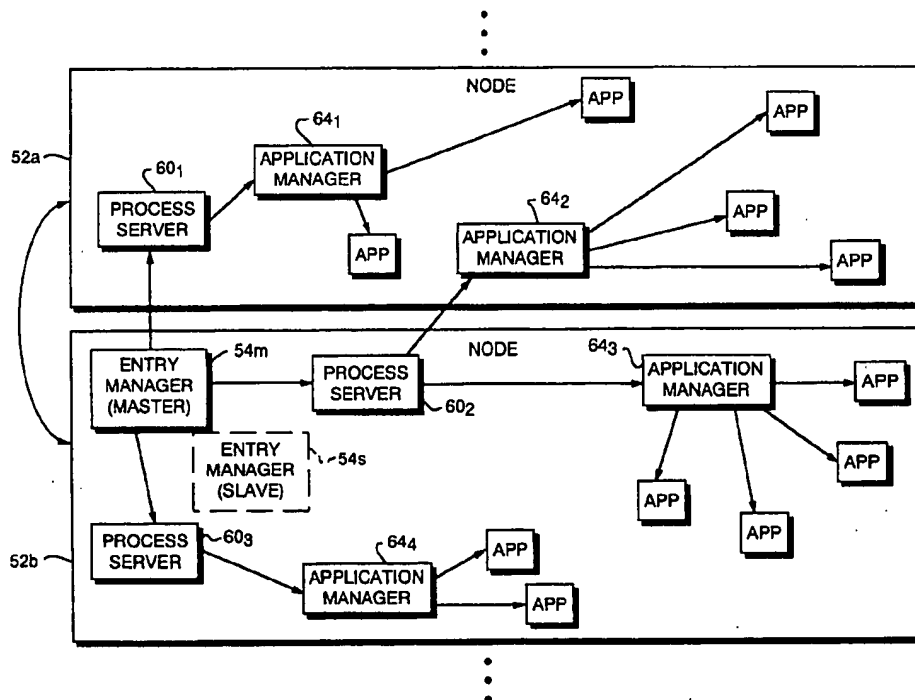 NODE
52a
60₁
PROCESS
SERVER
64₁
APPLICATION
MANAGER
APP
APP
64₂
APPLICATION
MANAGER
APP
APP
APP
NODE
52b
ENTRY
MANAGER
(MASTER)
54m
ENTRY
MANAGER
(SLAVE)
54s
PROCESS
SERVER
60₂
64₃
APPLICATION
MANAGER
APP
APP
APP
APP
PROCESS
SERVER
60₃
64₄
APPLICATION
MANAGER
APP
APP